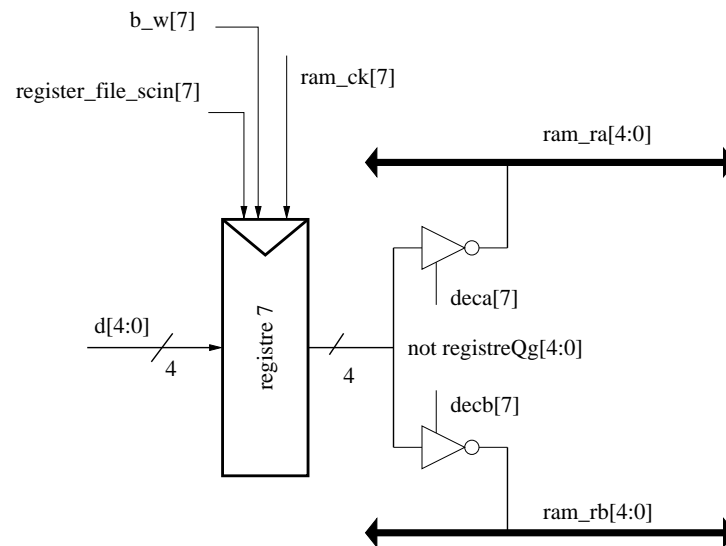 b_w[7]
ram_ck[7]
register_file_scin[7]
ram_ra[4:0]
deca[7]
d[4:0]
4
registre 7
4
not registreQg[4:0]
decb[7]
ram_rb[4:0]